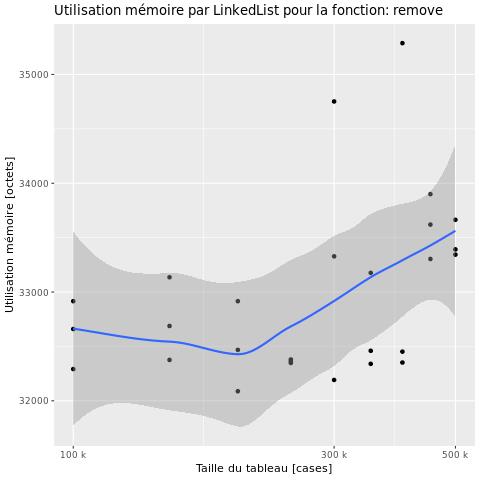 Utilisation mémoire par LinkedList pour la fonction: remove
Utilisation mémoire [octets]
35000
34000
33000
32000
100 k
300 k
500 k
Taille du tableau [cases]